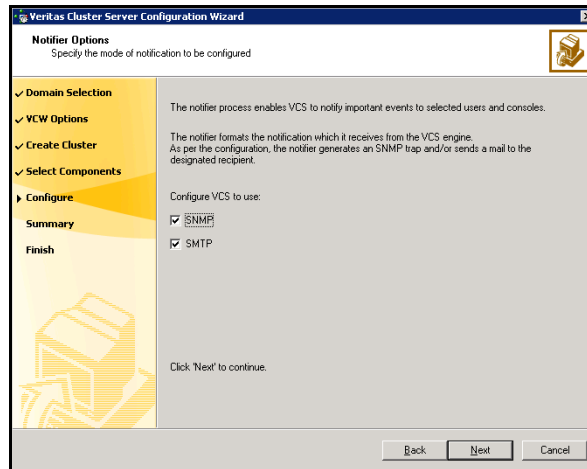 Veritas Cluster Server Configuration Wizard
Notifier Options
Specify the mode of notification to be configured
Domain Selection
VCW Options
Create Cluster
Select Components
Configure
Summary
Finish
The notifier process enables VCS to notify important events to selected users and consoles.
The notifier formats the notification which it receives from the VCS engine.
As per the configuration, the notifier generates an SNMP trap and/or sends a mail to the
designated recipient.
Configure VCS to use:
SNMP
SMTP
Click 'Next' to continue.
Back Next Cancel